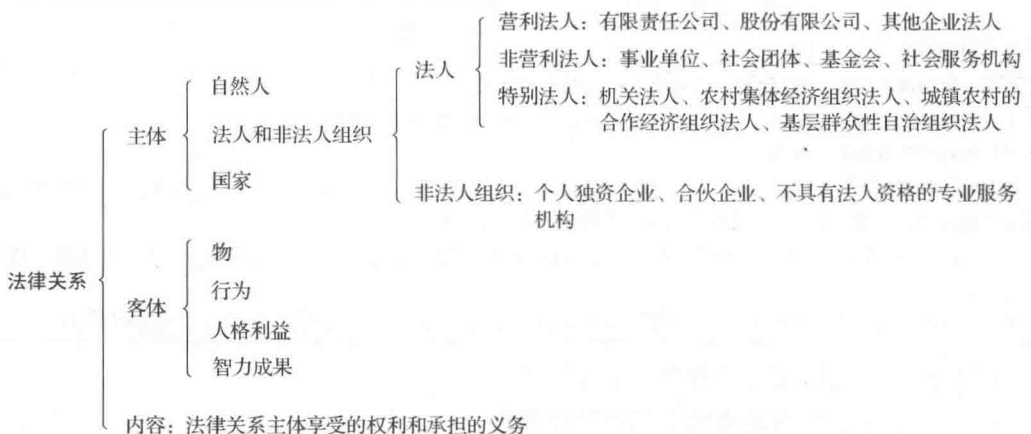 营利法人：有限责任公司、股份有限公司、其他企业法人
法人
非营利法人：事业单位、社会团体、基金会、社会服务机构
特别法人：机关法人、农村集体经济组织法人、城镇农村的
合作经济组织法人、基层群众性自治组织法人
自然人
主体
法人和非法人组织
国家
非法人组织：个人独资企业、合伙企业、不具有法人资格的专业服务
机构
法律关系
物
行为
客体
人格利益
智力成果
内容：法律关系主体享受的权利和承担的义务